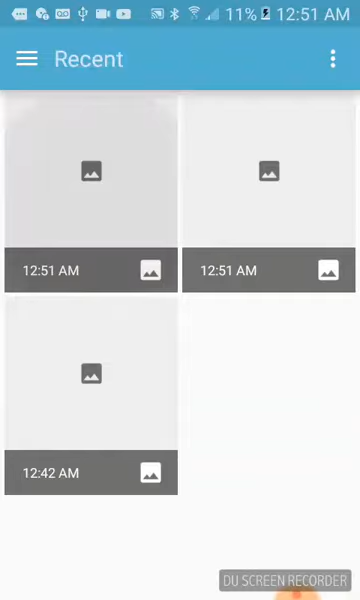 11% 12:51 AM
Recent
12:51 AM
12:51 AM
12:42 AM
DU SCREEN RECORDER